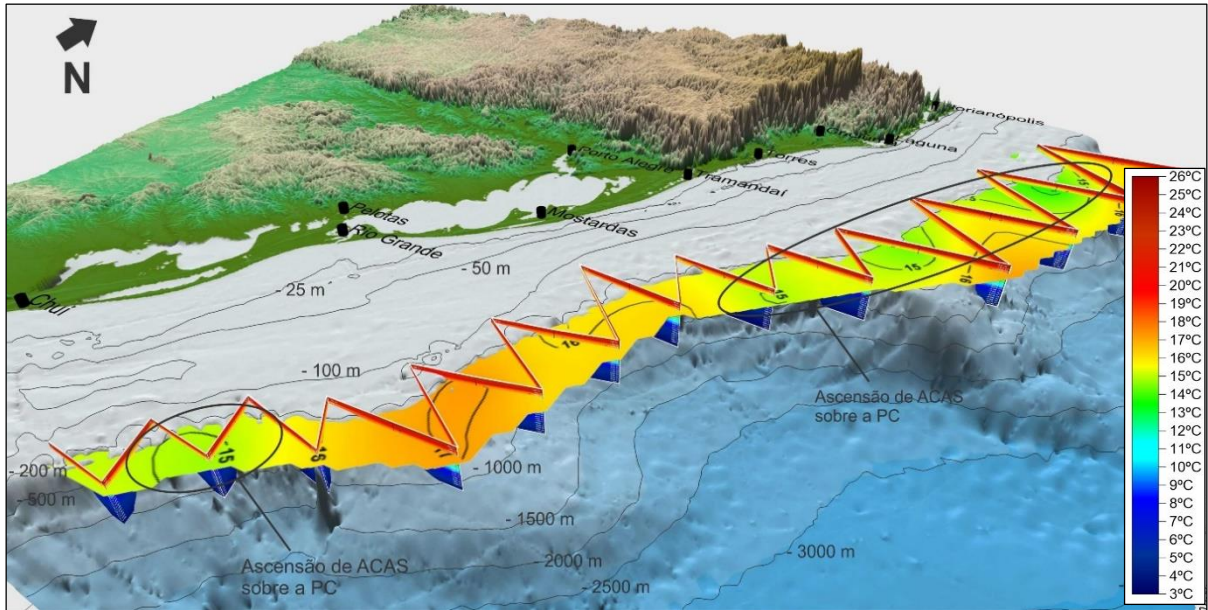 N
Florianópolis
Laguna
Torres
Porto Alegre
Tramandaí
Pelotas
Mostardas
Rio Grande
Chuí
- 50 m
- 25 m
- 100 m
- 200 m
- 500 m
- 1000 m
- 1500 m
- 2000 m
- 2500 m
- 3000 m
15
16
15
15
16
16
17
15
16
Ascensão de ACAS
sobre a PC
Ascensão de ACAS
sobre a PC
26ºC
25ºC
24ºC
23ºC
22ºC
21ºC
20ºC
19ºC
18ºC
17ºC
16ºC
15ºC
14ºC
13ºC
12ºC
11ºC
10ºC
9ºC
8ºC
7ºC
6ºC
5ºC
4ºC
3ºC